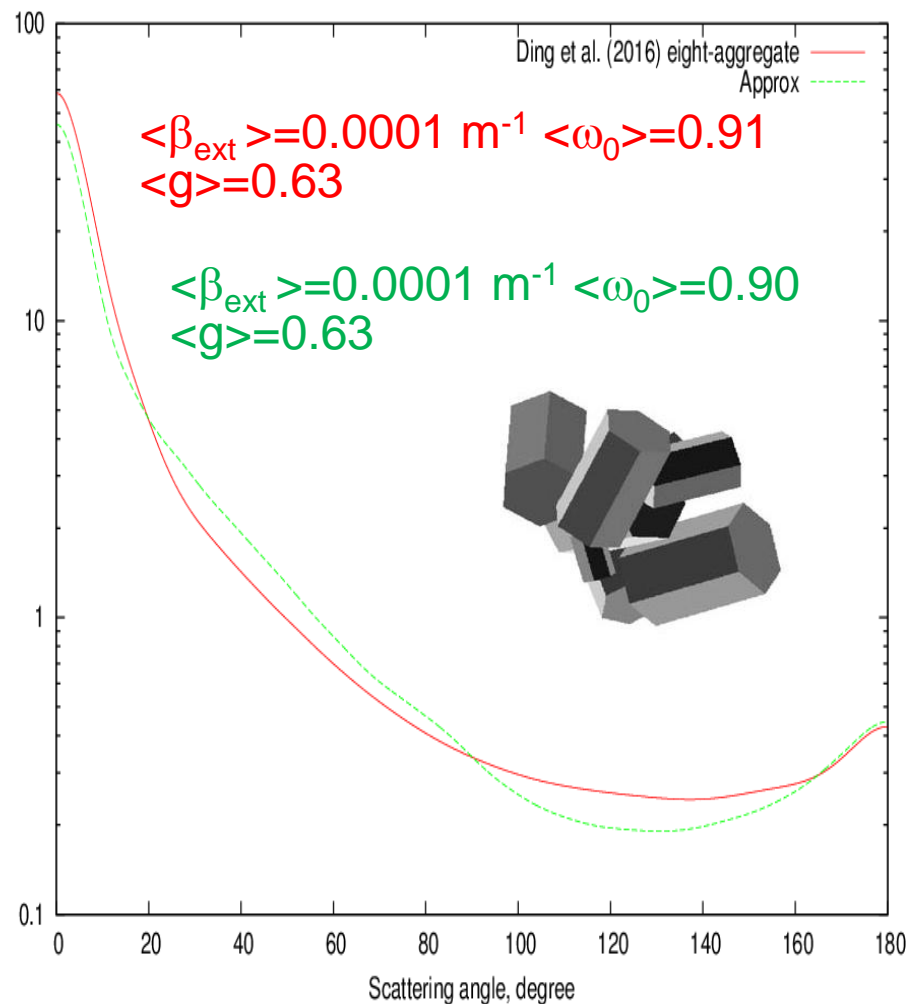 100
Ding et al. (2016) eight-aggregate
Approx
<βext >=0.0001 m-1 <ω0>=0.91
<g>=0.63
<βext >=0.0001 m-1 <ω0>=0.90
<g>=0.63
10
1
0.1
0 20 40 60 80 100 120 140 160 180
Scattering angle, degree